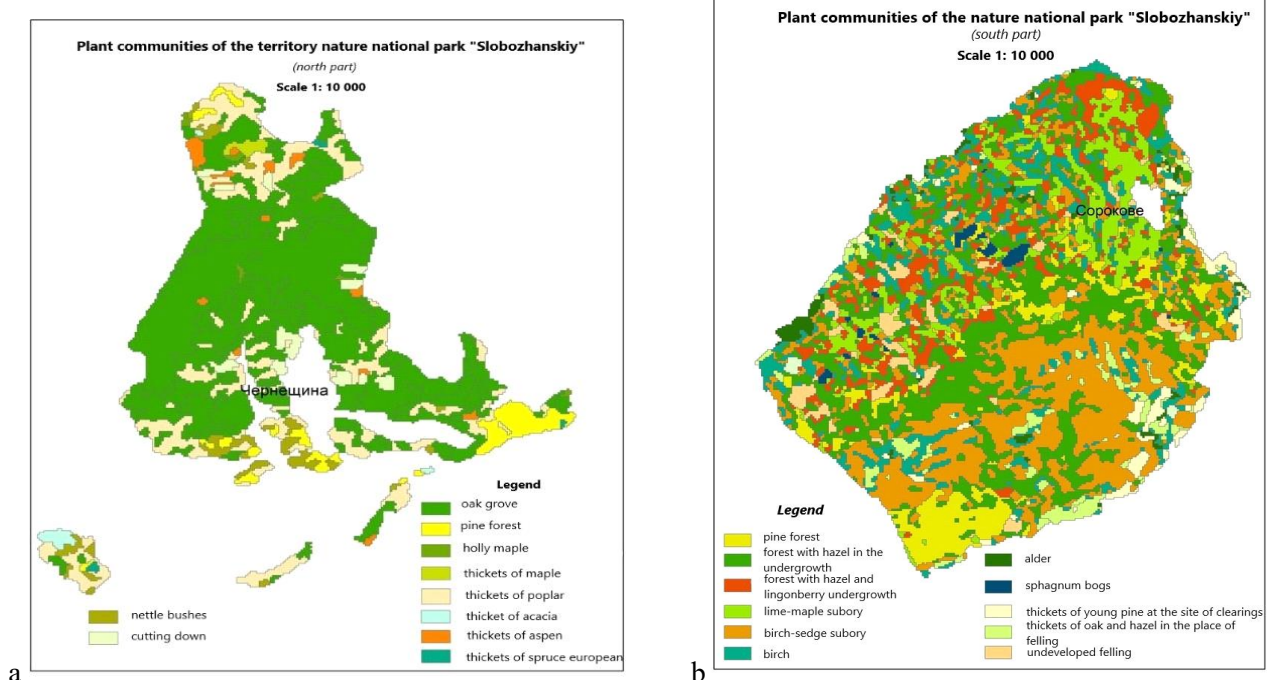 Plant communities of the territory nature national park "Slobozhanskiy"
(north part)
Scale 1: 10 000
Чернещина
Legend
oak grove
pine forest
holly maple
thickets of maple
thickets of poplar
thicket of acacia
thickets of aspen
thickets of spruce european
nettle bushes
cutting down
a
Plant communities of the nature national park "Slobozhanskiy"
(south part)
Scale 1: 10 000
Сорокове
Legend
pine forest
forest with hazel in the
undergrowth
forest with hazel and
lingonberry undergrowth
lime-maple subory
birch-sedge subory
birch
alder
sphagnum bogs
thickets of young pine at the site of clearings
thickets of oak and hazel in the place of
felling
undeveloped felling
b